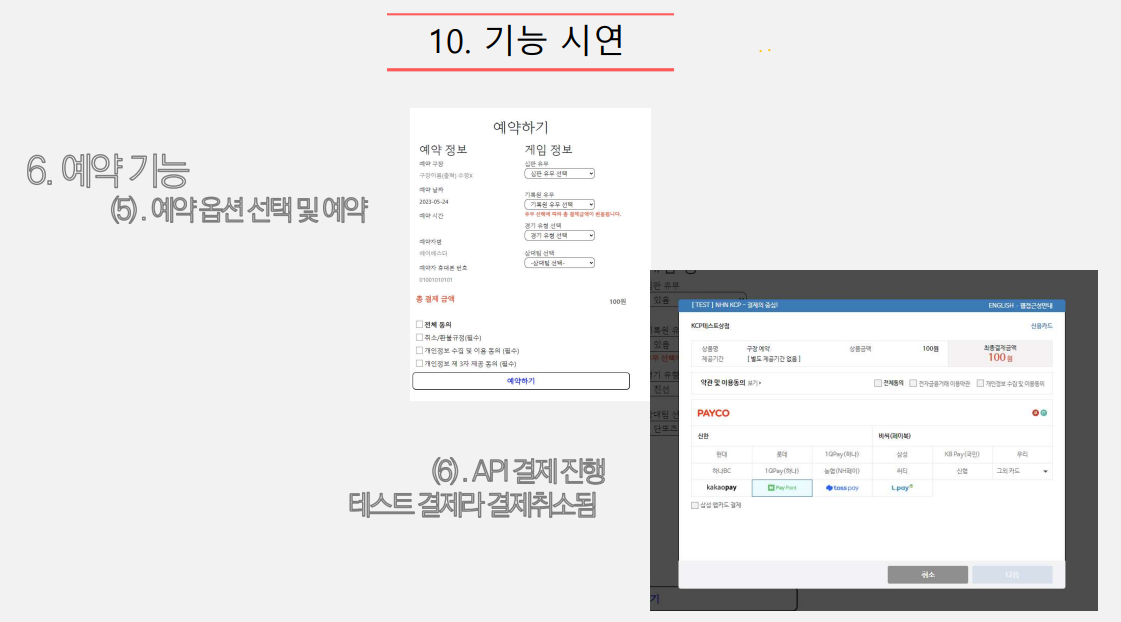 10. 기능 시연
6. 예약 기능
(5) . 예약 옵션 선택 및 예약
예약하기
예약 정보
예약 구장
구장이름(출력) 수정x
예약 날짜
2023-05-24
예약 시간
예약자명
에이에스디
예약자 휴대폰 번호
01001010101
게임 정보
심판 유무
심판 유무 선택
기록원 유무
기록원 유무 선택
유무 선택에 따라 총 결제금액이 변동됩니다.
경기 유형 선택
경기 유형 선택
상대팀 선택
-상대팀 선택-
총 결제 금액
100원
전체 동의
취소/환불규정(필수)
개인정보 수집 및 이용 동의 (필수)
개인정보 제 3자 제공 동의 (필수)
예약하기
(6) . API 결제 진행
테스트 결제라 결제취소됨
[ TEST ] NHN KCP - 결제의 중심!
ENGLISH · 웹접근성안내
KCP테스트상점
신용카드
상품명 구장 예약 상품금액 100원
제공기간 [ 별도 제공기간 없음 ]
최종결제금액
100 원
약관 및 이용동의 보기>
전체동의 전자금융거래 이용약관 개인정보 수집 및 이용동의
PAYCO
신한 비씨(페이북)
현대 롯데 1QPay(하나) 삼성 KB Pay(국민) 우리
하나BC 1QPay(하나) 농협(NH페이) 씨티 신협 그외 카드
kakaopay Pay Point toss pay L.pay
삼성 앱카드 결제
취소 다음